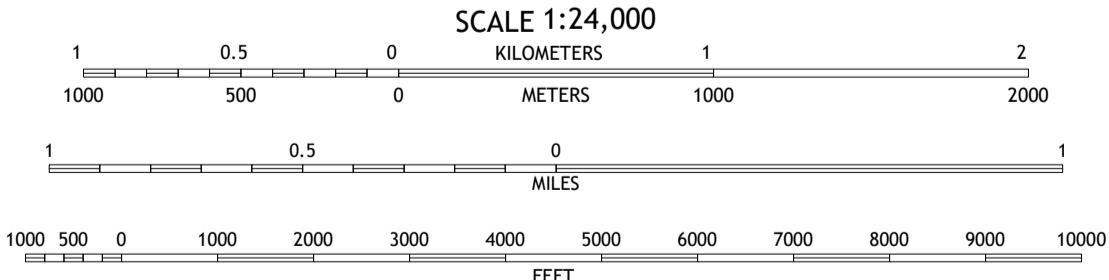 SCALE 1:24,000
1 0.5 0 KILOMETERS 1 2
1000 500 0 METERS 1000 2000
1 0.5 0 1
MILES
1000 500 0 1000 2000 3000 4000 5000 6000 7000 8000 9000 10000
FEET